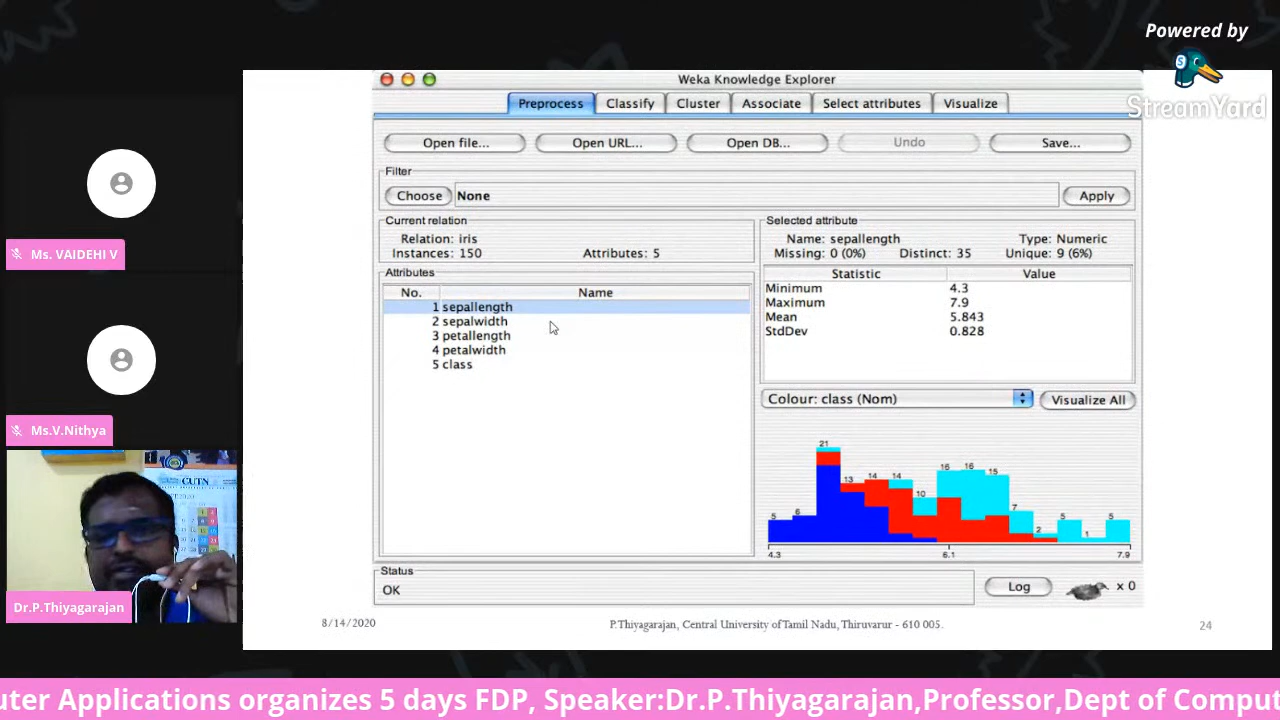 Powered by
StreamYard
Weka Knowledge Explorer
Preprocess Classify Cluster Associate Select attributes Visualize
Open file... Open URL... Open DB... Undo Save...
Filter
Choose None Apply
Current relation
Relation: iris
Instances: 150 Attributes: 5
Selected attribute
Name: sepallength Type: Numeric
Missing: 0 (0%) Distinct: 35 Unique: 9 (6%)
Attributes
No. Name
1 sepallength
2 sepalwidth
3 petallength
4 petalwidth
5 class
Statistic Value
Minimum 4.3
Maximum 7.9
Mean 5.843
StdDev 0.828
Colour: class (Nom) Visualize All
5 6 21 13 14 14 10 16 16 15 7 2 5 1 5
4.3 6.1 7.9
Status
OK
Log x 0
8/14/2020 P.Thiyagarajan, Central University of Tamil Nadu, Thiruvarur - 610 005. 24
Ms. VAIDEHI V
Ms.V.Nithya
CUTN
2020
Dr.P.Thiyagarajan
uter Applications organizes 5 days FDP, Speaker:Dr.P.Thiyagarajan,Professor,Dept of Comput